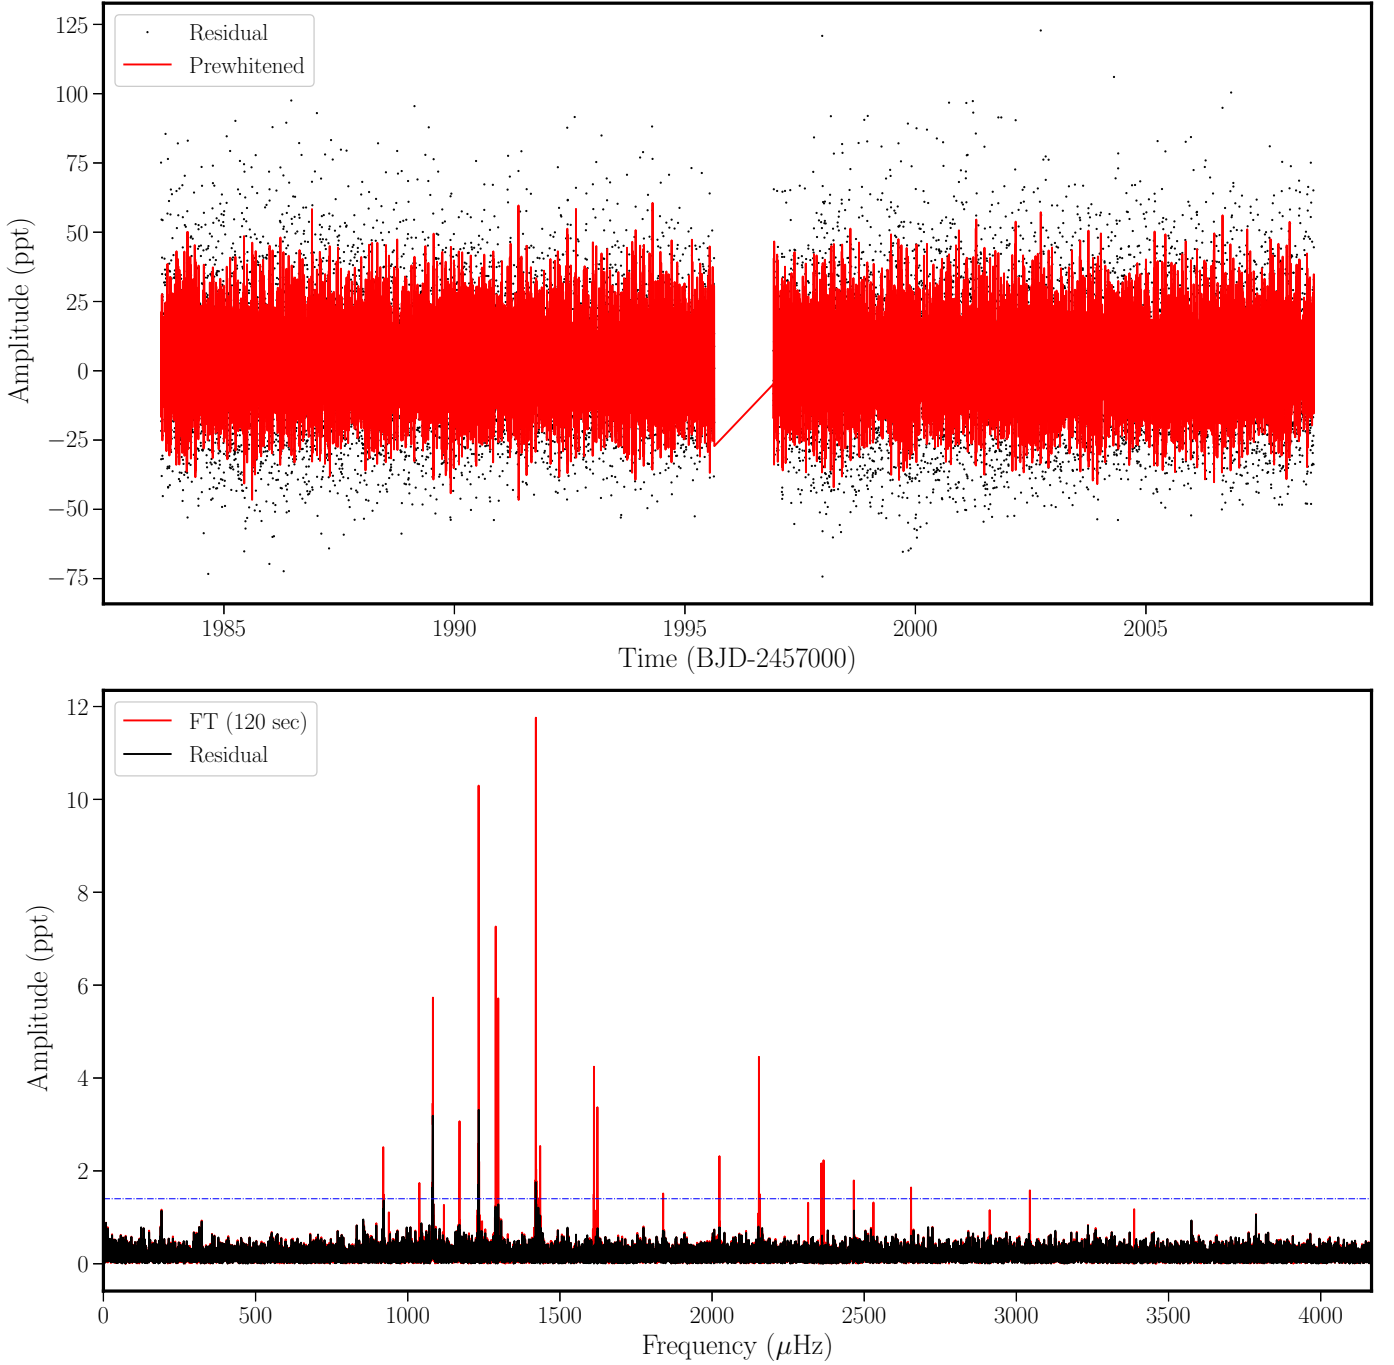 125
100
75
50
25
0
−25
−50
−75
Amplitude (ppt)
Residual
Prewhitened
1985 1990 1995 2000 2005
Time (BJD-2457000)
12
10
8
6
4
2
0
Amplitude (ppt)
FT (120 sec)
Residual
0 500 1000 1500 2000 2500 3000 3500 4000
Frequency (μHz)